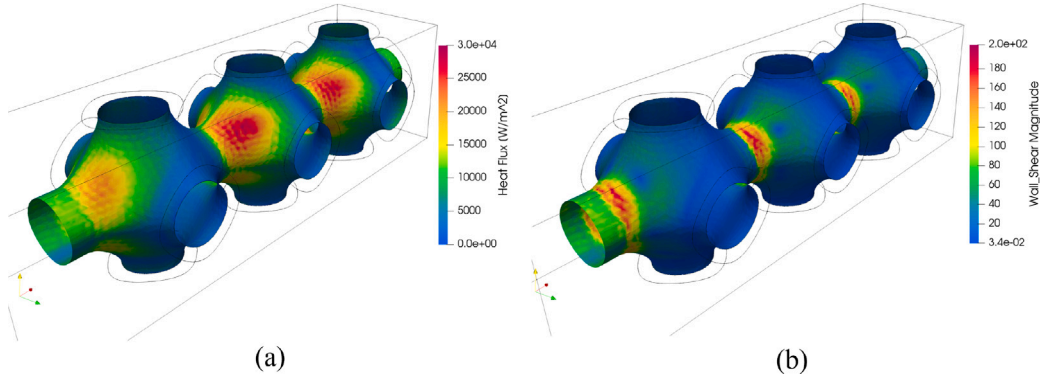 3.0e+04
25000
20000
15000
10000
5000
0.0e+00
Heat Flux (W/m^2)
2.0e+02
180
160
140
120
100
80
60
40
20
3.4e-02
Wall_Shear Magnitude
(a)
(b)